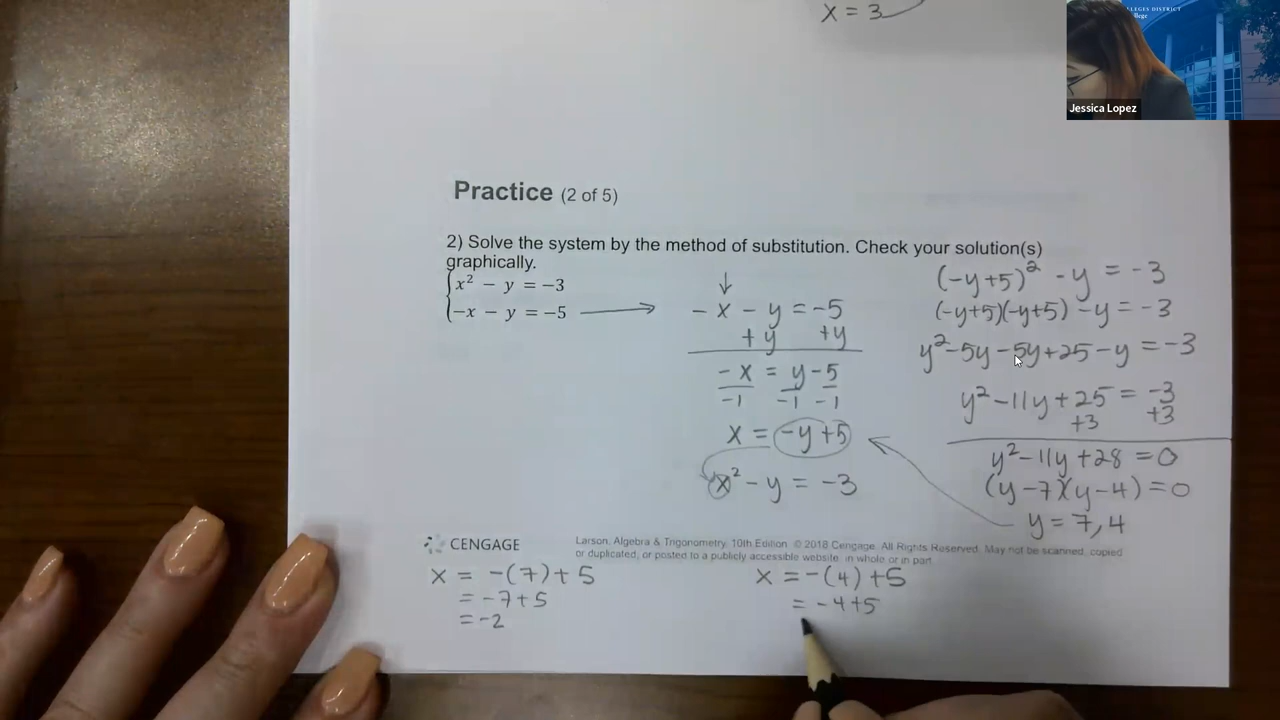 x = 3
LEGES DISTRICT
llege
Jessica Lopez
Practice (2 of 5)
2) Solve the system by the method of substitution. Check your solution(s)
graphically.
x² − y = −3
−x − y = −5
- x - y = -5
+y +y
- x = y - 5
-1 -1 -1
x = -y+5
x² - y = -3
(-y+5)² - y = -3
(-y+5)(-y+5) - y = -3
y² - 5y - 5y + 25 - y = -3
y² - 11y + 25 = -3
+3 +3
y² - 11y + 28 = 0
(y - 7)(y - 4) = 0
y = 7, 4
CENGAGE
Larson, Algebra & Trigonometry, 10th Edition. © 2018 Cengage. All Rights Reserved. May not be scanned, copied
or duplicated, or posted to a publicly accessible website, in whole or in part.
x = -(7) + 5
= -7+5
= -2
x = -(4) + 5
= -4+5